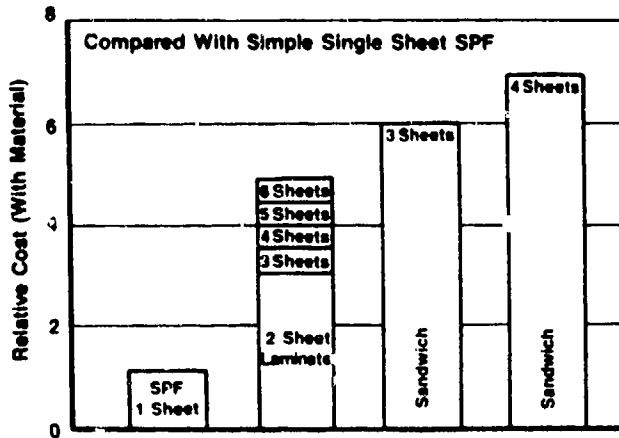 Compared With Simple Single Sheet SPF
Relative Cost (With Material)
8
6
4
2
0
SPF
1 Sheet
6 Sheets
5 Sheets
4 Sheets
3 Sheets
2 Sheet
Laminate
3 Sheets
Sandwich
4 Sheets
Sandwich